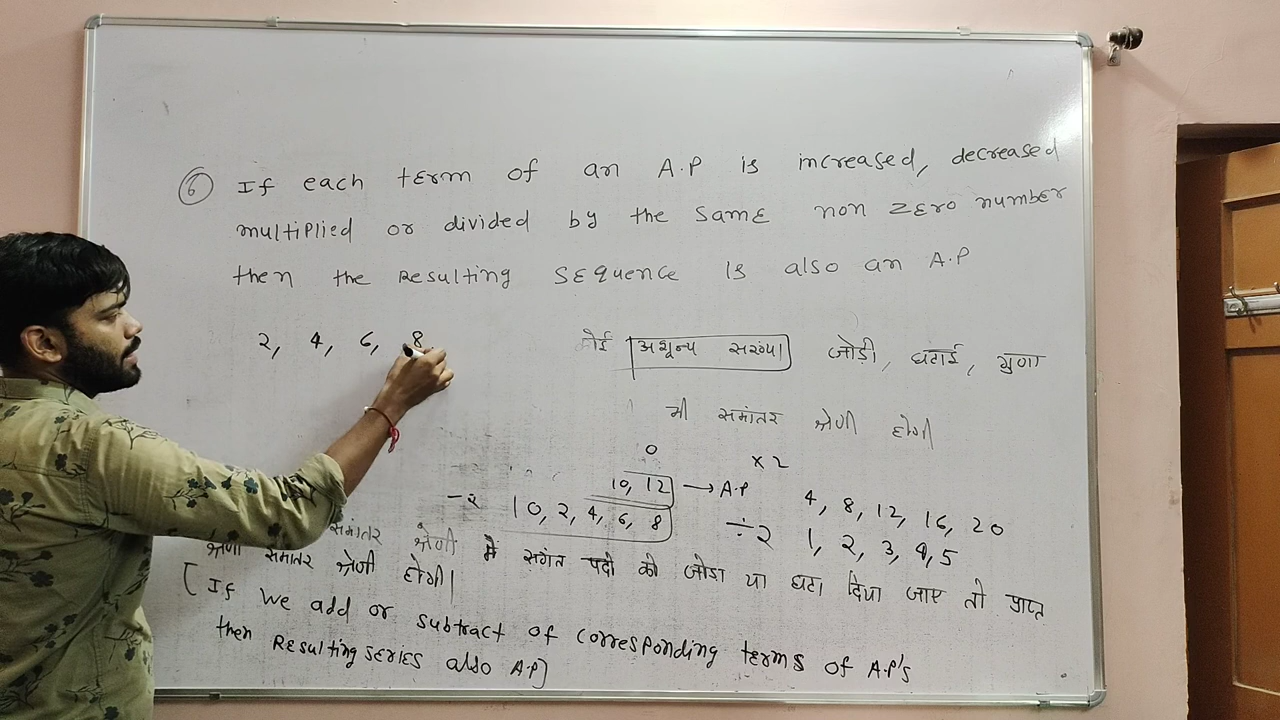 6 If each term of an A.P is increased, decreased
multiplied or divided by the same non zero number
then the Resulting sequence is also an A.P
2, 4, 6, 8
कोई अशून्य संख्या जोड़ी, घटाई, गुणा
भी समांतर श्रेणी होगी
0
10, 12 → A.P
× 2
4, 8, 12, 16, 20
-2 10, 2, 4, 6, 8
÷2 1, 2, 3, 4, 5
समांतर श्रेणी में संगत पदों को जोडा या घटा दिया जाए तो प्राप्त
श्रेणी समांतर श्रेणी होगी।
[If we add or subtract of corresponding terms of A.P's
then Resulting series also AP]